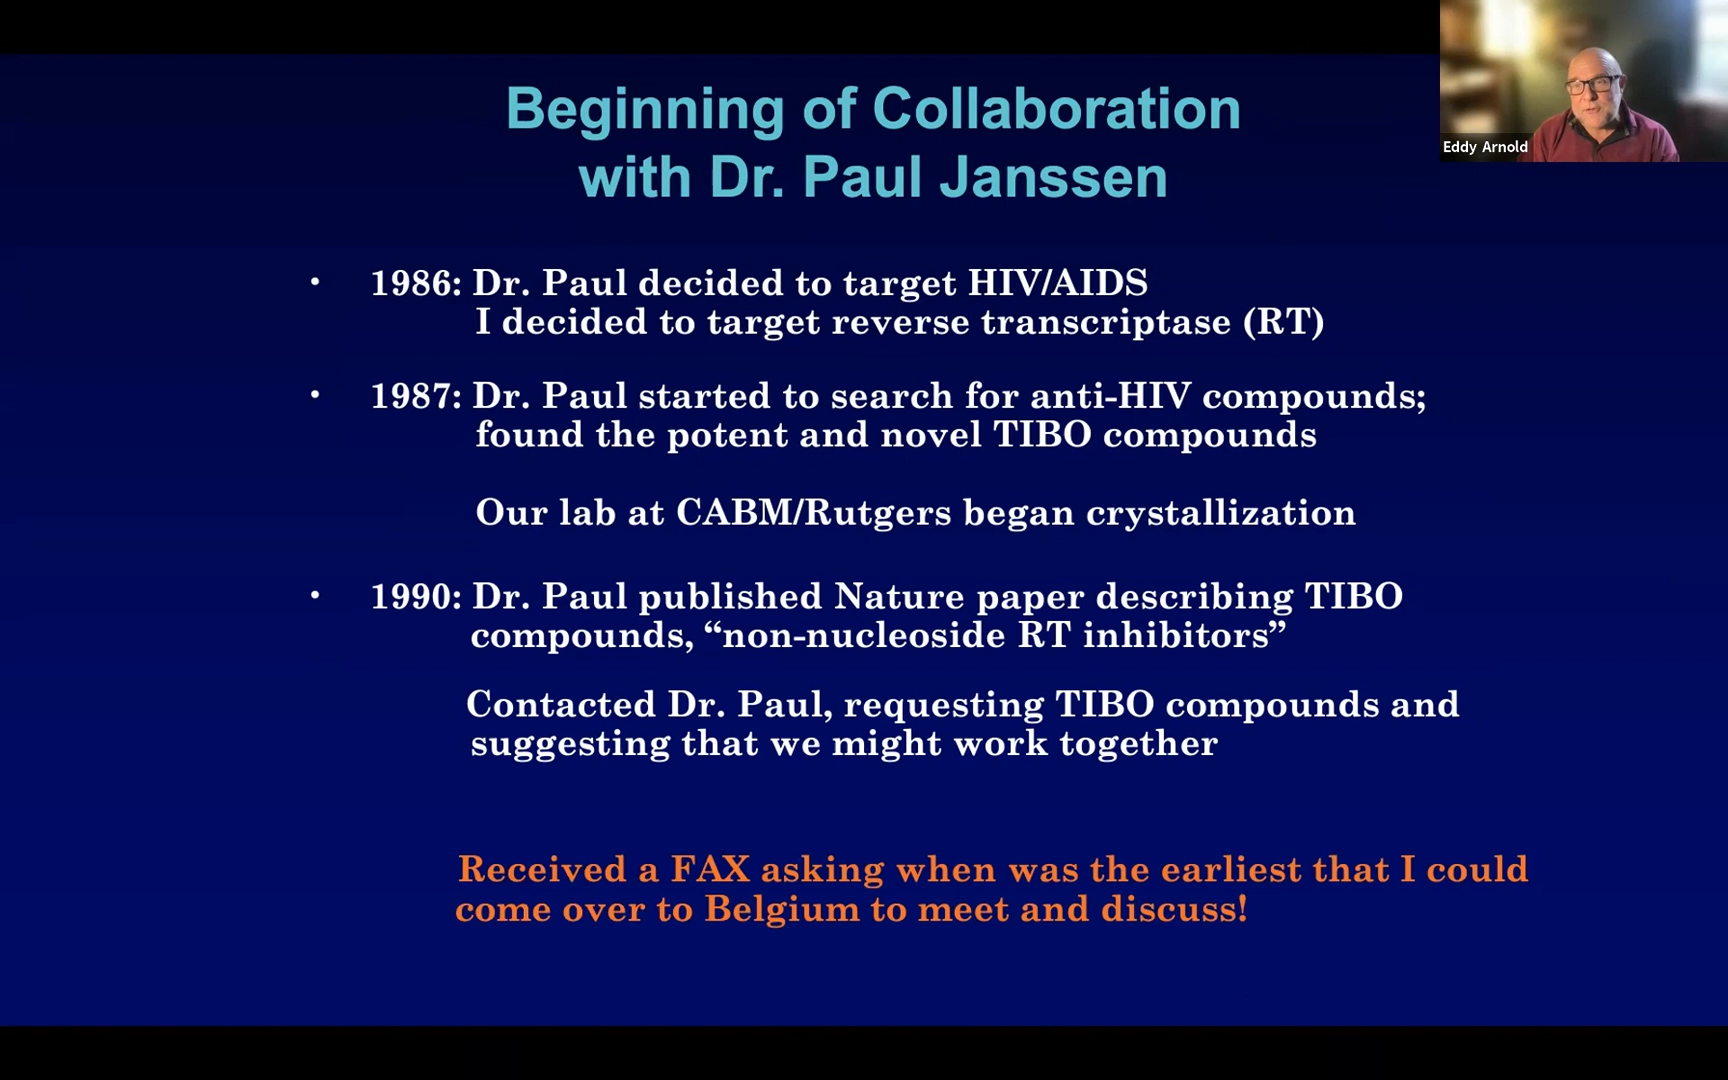 Beginning of Collaboration
with Dr. Paul Janssen
Eddy Arnold
• 1986: Dr. Paul decided to target HIV/AIDS
I decided to target reverse transcriptase (RT)
• 1987: Dr. Paul started to search for anti-HIV compounds;
found the potent and novel TIBO compounds
Our lab at CABM/Rutgers began crystallization
• 1990: Dr. Paul published Nature paper describing TIBO
compounds, “non-nucleoside RT inhibitors”
Contacted Dr. Paul, requesting TIBO compounds and
suggesting that we might work together
Received a FAX asking when was the earliest that I could
come over to Belgium to meet and discuss!